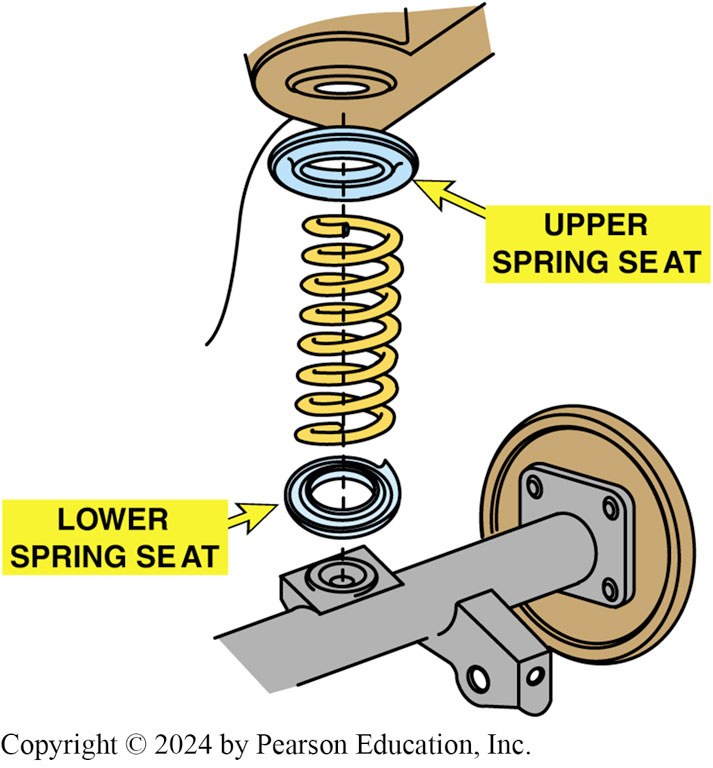 UPPER
SPRING SEAT
LOWER
SPRING SEAT
Copyright © 2024 by Pearson Education, Inc.